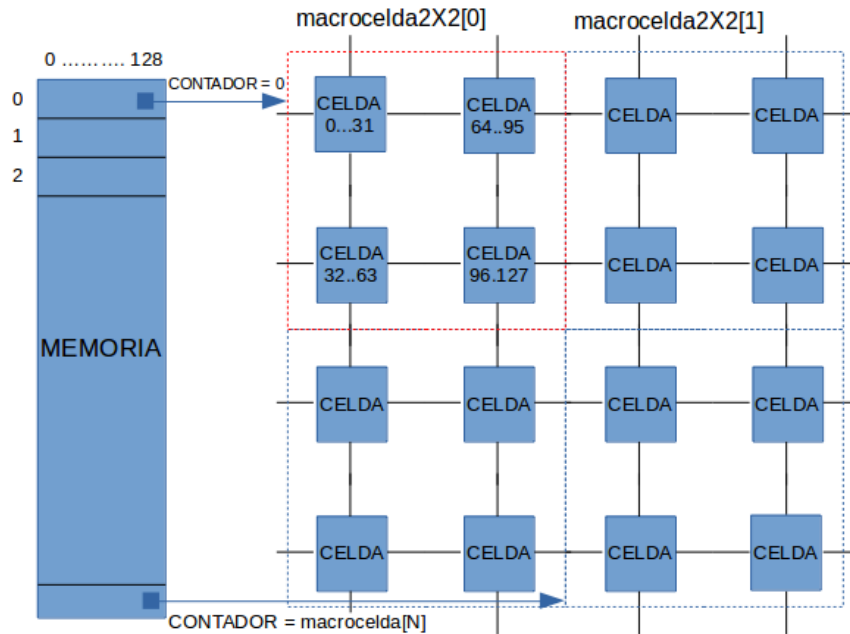 macrocelda2X2[0]
macrocelda2X2[1]
0 .......... 128
CONTADOR = 0
0
1
2
CELDA
0...31
CELDA
64..95
CELDA
CELDA
CELDA
32..63
CELDA
96.127
CELDA
CELDA
MEMORIA
CELDA
CELDA
CELDA
CELDA
CELDA
CELDA
CELDA
CELDA
CONTADOR = macrocelda[N]